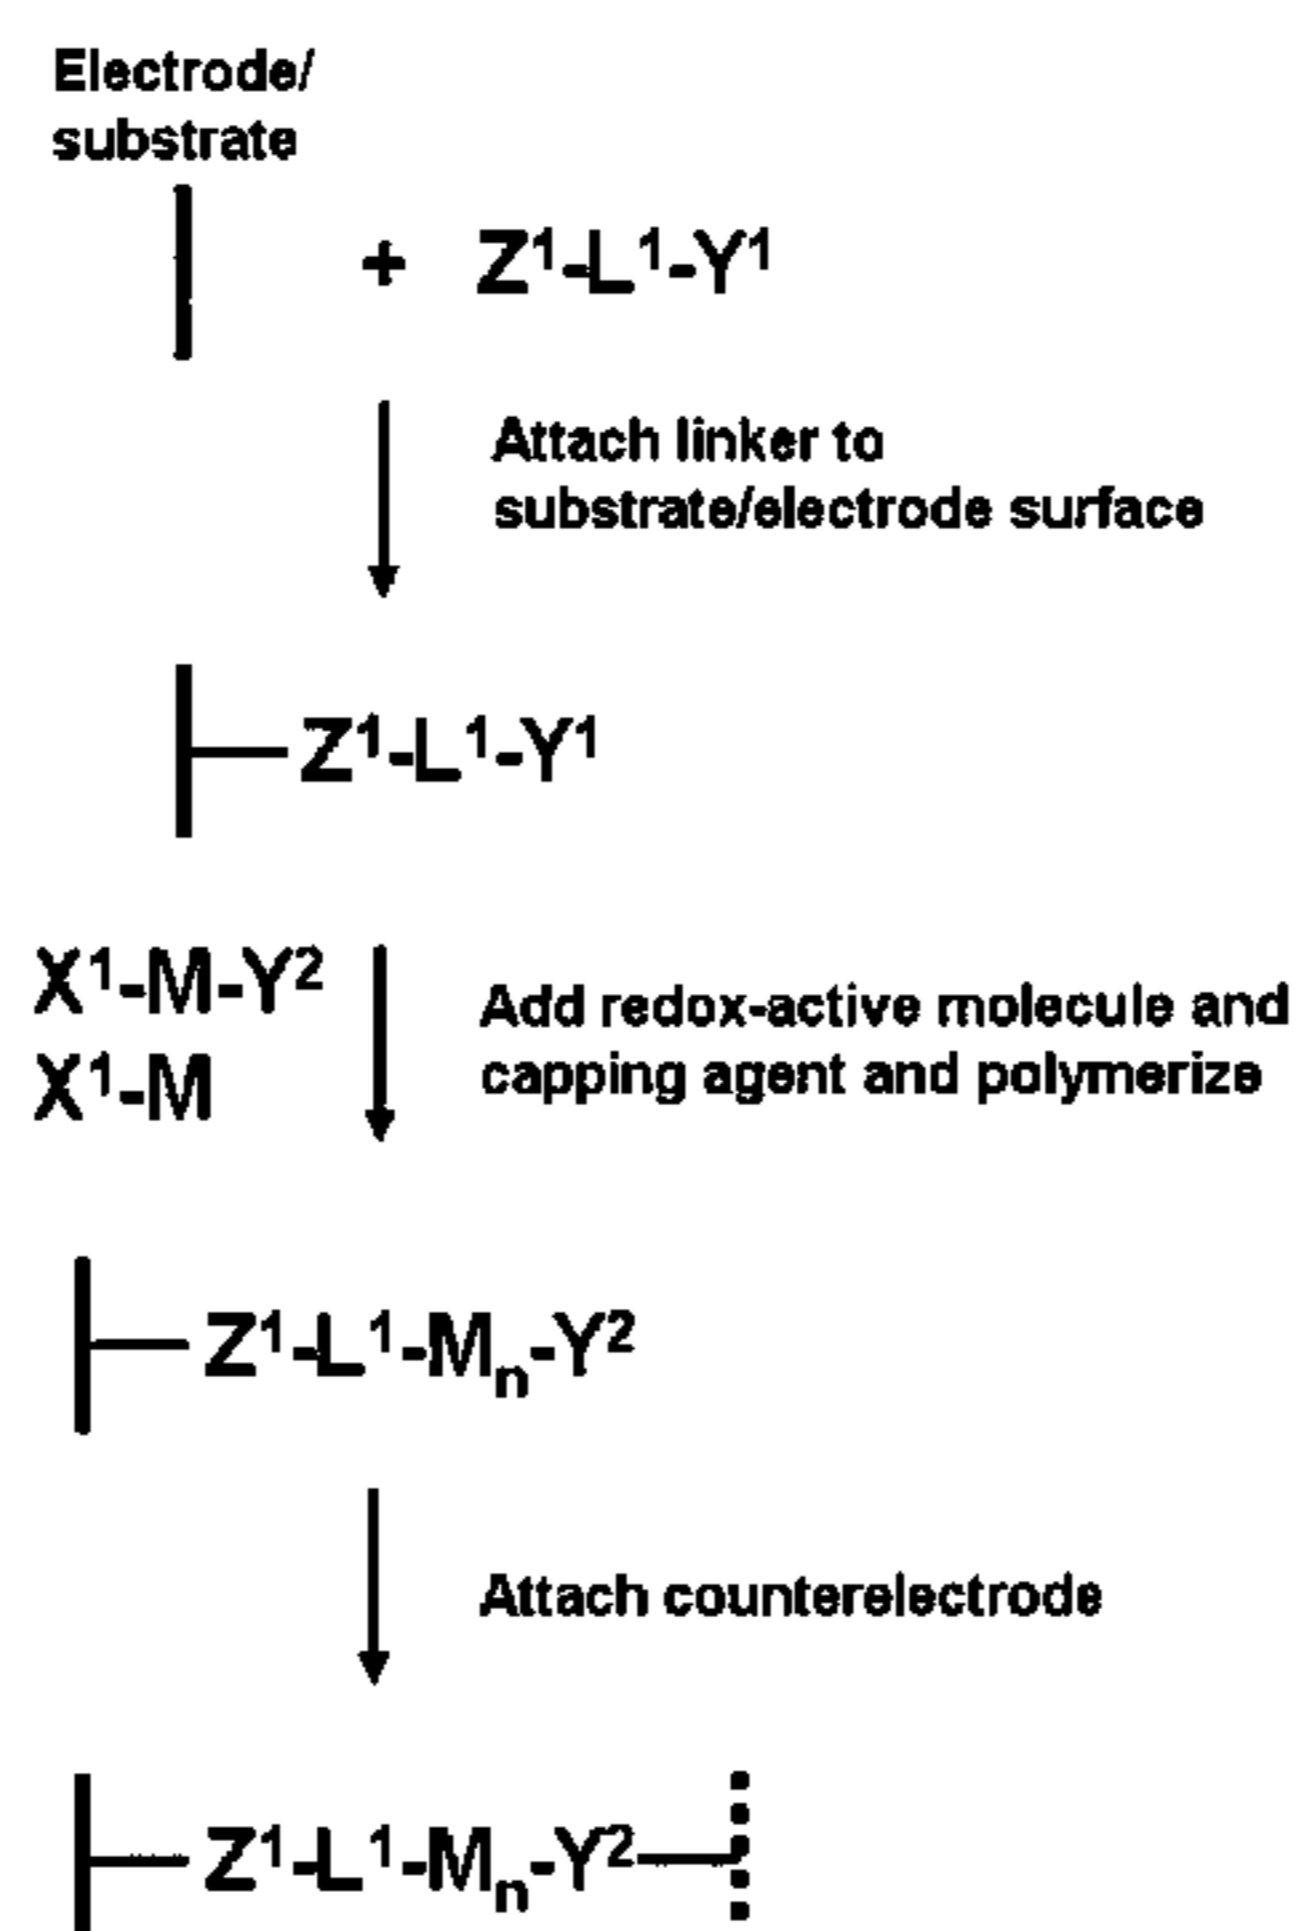 Electrode/
substrate
+ Z¹-L¹-Y¹
Attach linker to
substrate/electrode surface
Z¹-L¹-Y¹
X¹-M-Y²
X¹-M
Add redox-active molecule and
capping agent and polymerize
Z¹-L¹-Mₙ-Y²
Attach counterelectrode
Z¹-L¹-Mₙ-Y²